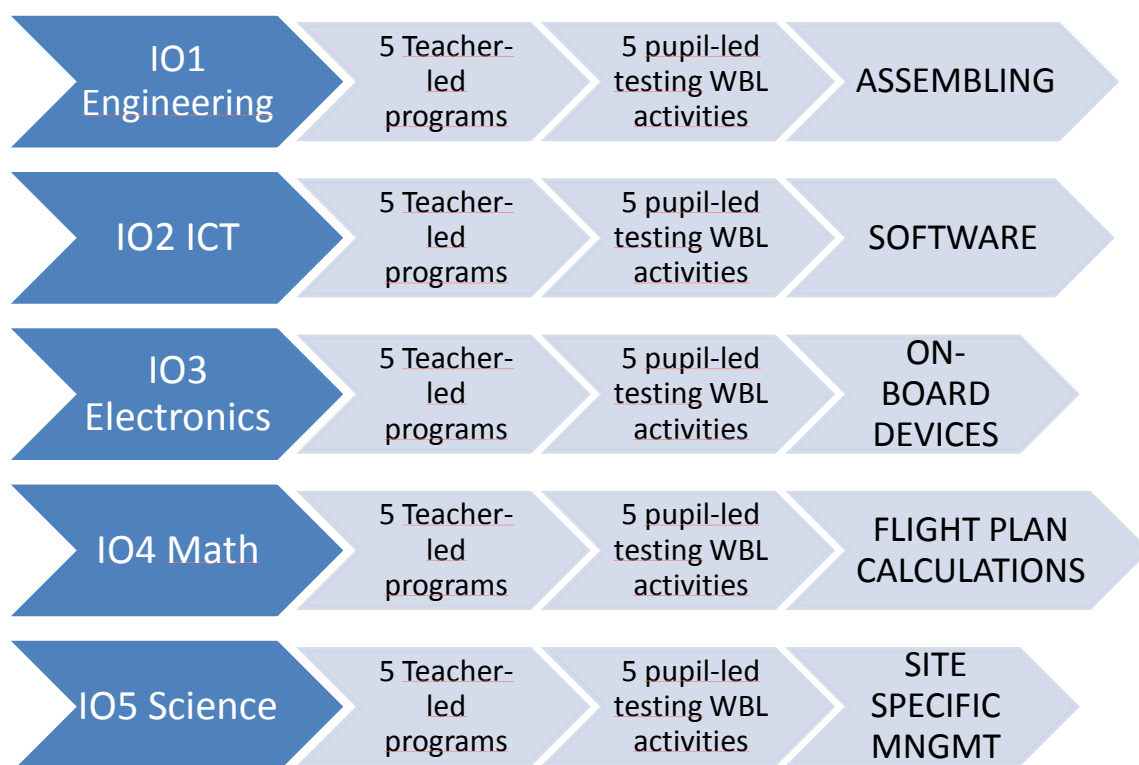 IO1
Engineering
5 Teacher-
led
programs
5 pupil-led
testing WBL
activities
ASSEMBLING
IO2 ICT
5 Teacher-
led
programs
5 pupil-led
testing WBL
activities
SOFTWARE
IO3
Electronics
5 Teacher-
led
programs
5 pupil-led
testing WBL
activities
ON-
BOARD
DEVICES
IO4 Math
5 Teacher-
led
programs
5 pupil-led
testing WBL
activities
FLIGHT PLAN
CALCULATIONS
IO5 Science
5 Teacher-
led
programs
5 pupil-led
testing WBL
activities
SITE
SPECIFIC
MNGMT